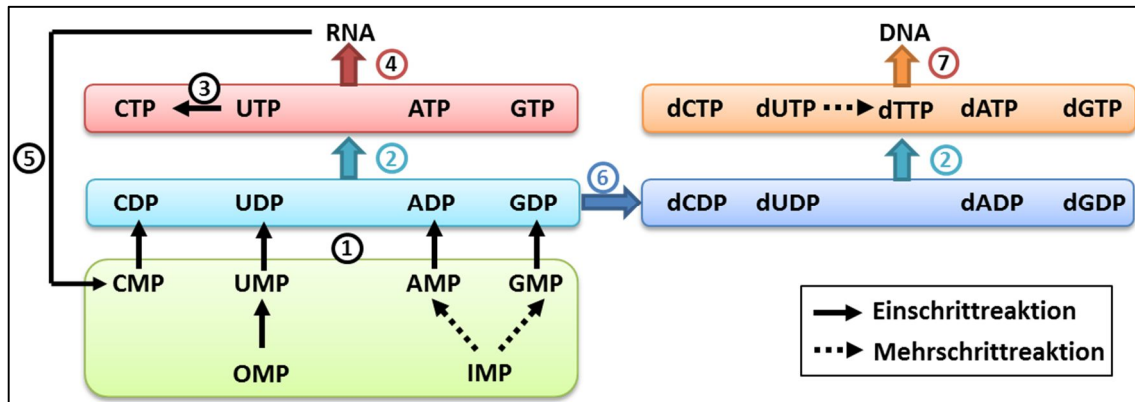 RNA DNA
④ ⑦
③
CTP UTP ATP GTP dCTP dUTP dTTP dATP dGTP
⑤ ② ⑥ ②
CDP UDP ADP GDP dCDP dUDP dADP dGDP
①
CMP UMP AMP GMP
Einschrittreaktion
OMP IMP Mehrschrittreaktion